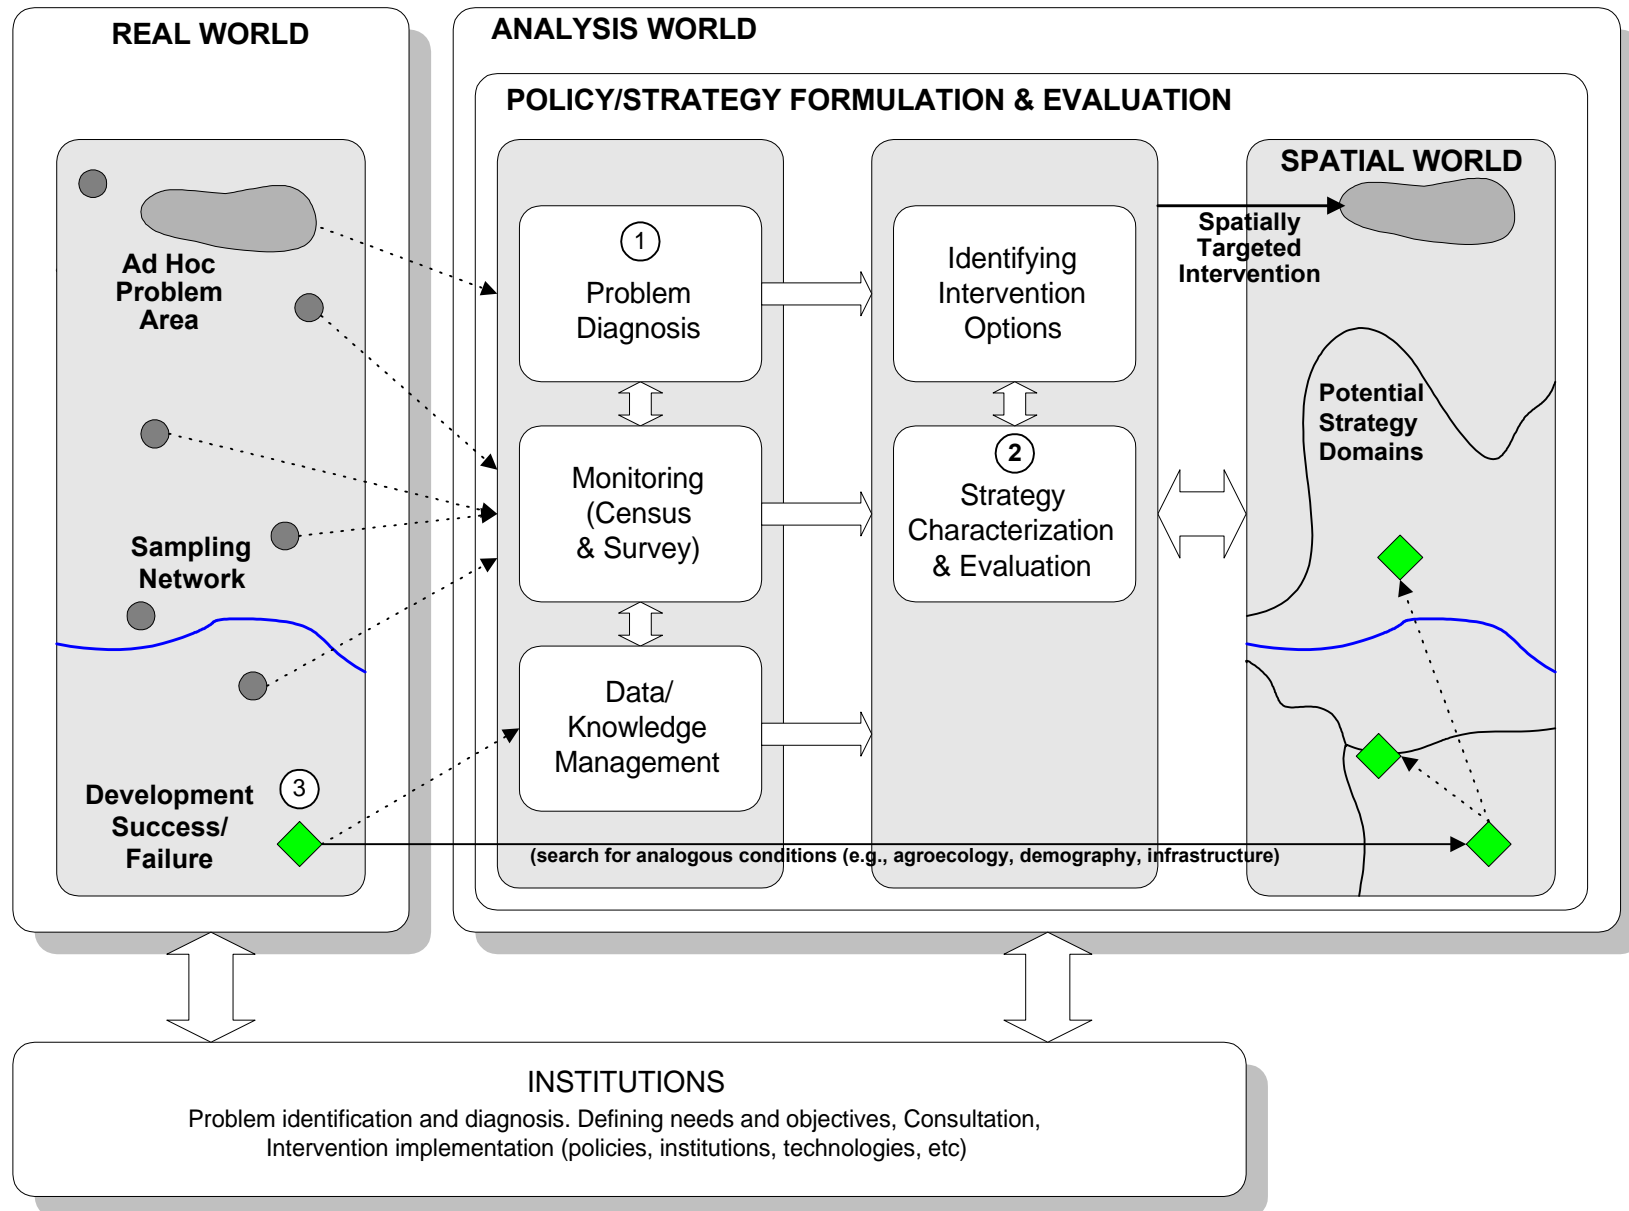 REAL WORLD
Ad Hoc
Problem
Area
Sampling
Network
3
Development
Success/
Failure
ANALYSIS WORLD
POLICY/STRATEGY FORMULATION & EVALUATION
1
Problem
Diagnosis
Monitoring
(Census
& Survey)
Data/
Knowledge
Management
Identifying
Intervention
Options
2
Strategy
Characterization
& Evaluation
SPATIAL WORLD
Spatially
Targeted
Intervention
Potential
Strategy
Domains
(search for analogous conditions (e.g., agroecology, demography, infrastructure)
INSTITUTIONS
Problem identification and diagnosis. Defining needs and objectives, Consultation,
Intervention implementation (policies, institutions, technologies, etc)